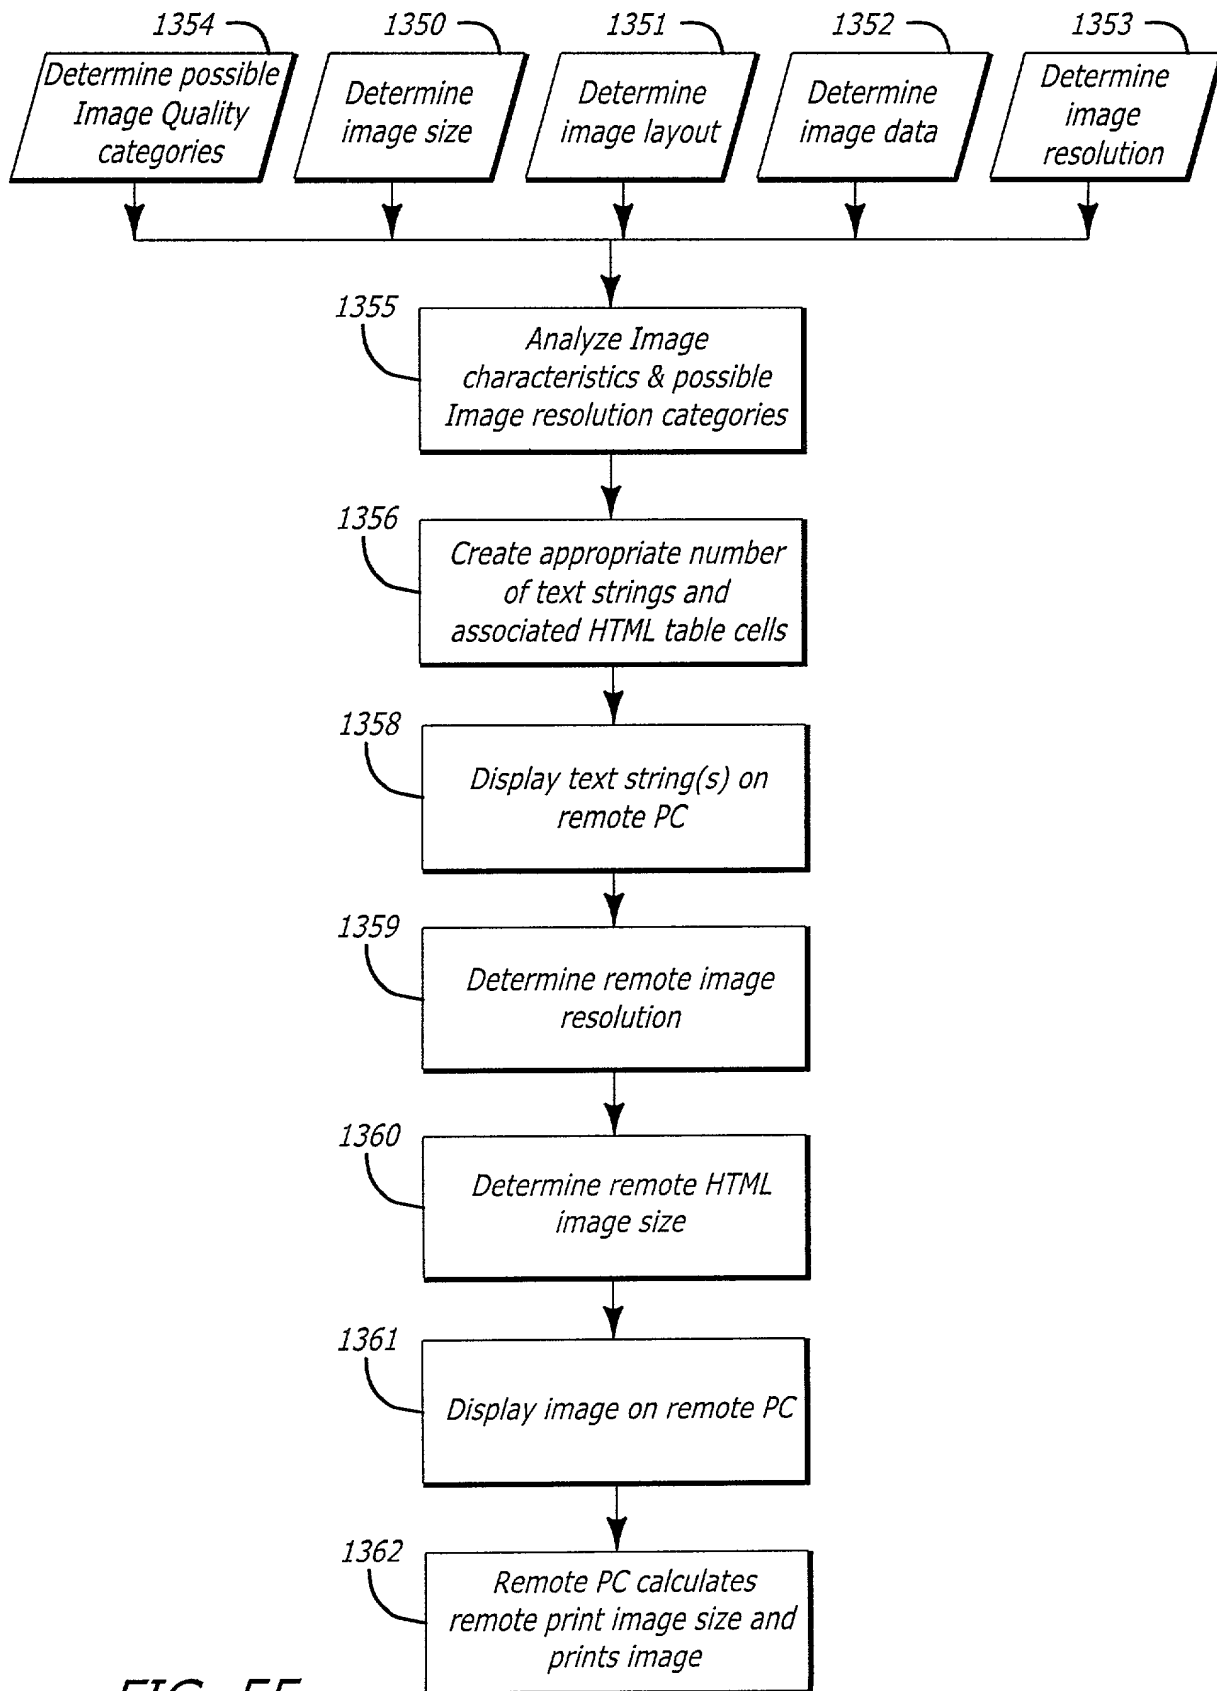 1354
1350
1351
1352
1353
Determine possible
Image Quality
categories
Determine
image size
Determine
image layout
Determine
image data
Determine
image
resolution
1355
Analyze Image
characteristics & possible
Image resolution categories
1356
Create appropriate number
of text strings and
associated HTML table cells
1358
Display text string(s) on
remote PC
1359
Determine remote image
resolution
1360
Determine remote HTML
image size
1361
Display image on remote PC
1362
Remote PC calculates
remote print image size and
prints image
FIG. 55